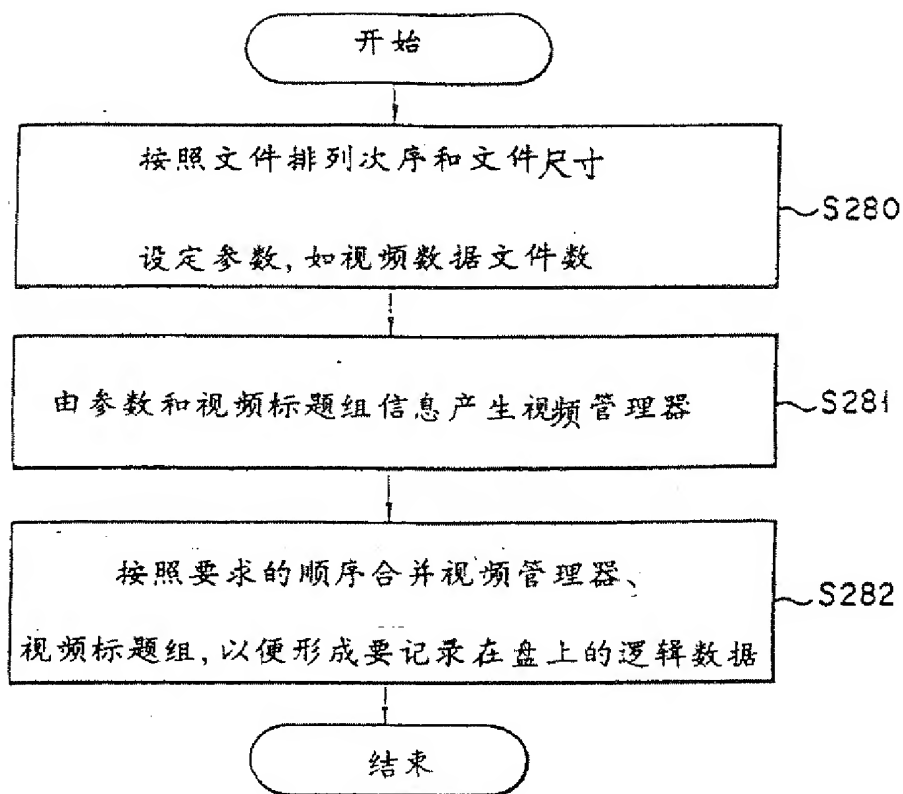 开始
按照文件排列次序和文件尺寸
设定参数,如视频数据文件数
S280
由参数和视频标题组信息产生视频管理器
S281
按照要求的顺序合并视频管理器、
视频标题组,以便形成要记录在盘上的逻辑数据
S282
结束